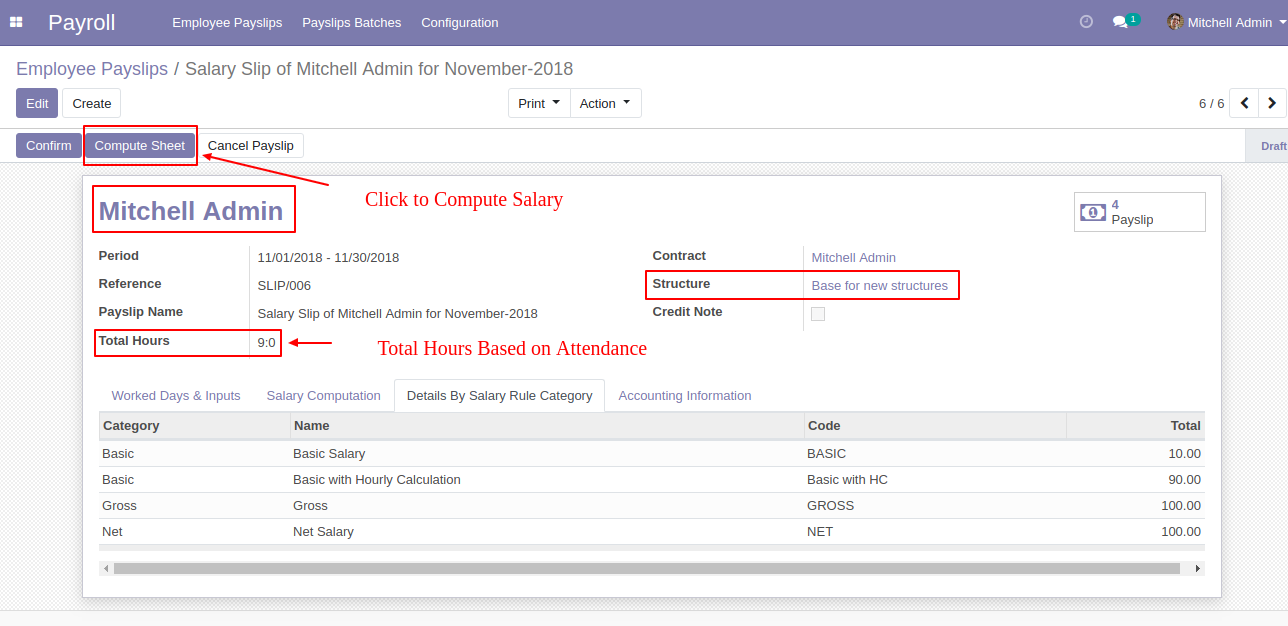 Payroll Employee Payslips Payslips Batches Configuration 1 Mitchell Admin
Employee Payslips / Salary Slip of Mitchell Admin for November-2018
Edit Create Print Action 6 / 6
Confirm Compute Sheet Cancel Payslip Draft
Click to Compute Salary
Mitchell Admin
1 4
Payslip
Period 11/01/2018 - 11/30/2018 Contract Mitchell Admin
Reference SLIP/006 Structure Base for new structures
Payslip Name Salary Slip of Mitchell Admin for November-2018 Credit Note
Total Hours 9:0 Total Hours Based on Attendance
Worked Days & Inputs Salary Computation Details By Salary Rule Category Accounting Information
Category Name Code Total
Basic Basic Salary BASIC 10.00
Basic Basic with Hourly Calculation Basic with HC 90.00
Gross Gross GROSS 100.00
Net Net Salary NET 100.00